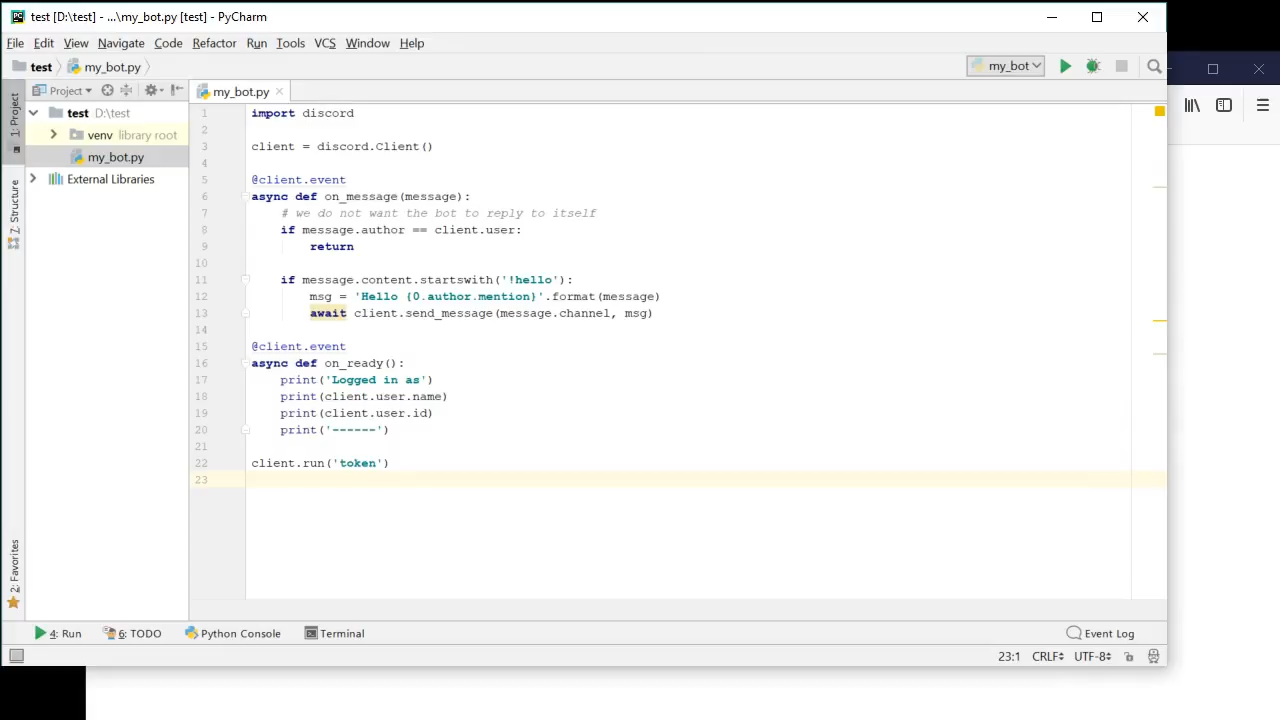 test [D:\test] - ...\my_bot.py [test] - PyCharm
File Edit View Navigate Code Refactor Run Tools VCS Window Help
test my_bot.py my_bot
1: Project
Project
my_bot.py
test D:\test
venv library root
my_bot.py
External Libraries
Z: Structure
2: Favorites
1 import discord
2
3 client = discord.Client()
4
5 @client.event
6 async def on_message(message):
7 # we do not want the bot to reply to itself
8 if message.author == client.user:
9 return
10
11 if message.content.startswith('!hello'):
12 msg = 'Hello {0.author.mention}'.format(message)
13 await client.send_message(message.channel, msg)
14
15 @client.event
16 async def on_ready():
17 print('Logged in as')
18 print(client.user.name)
19 print(client.user.id)
20 print('------')
21
22 client.run('token')
23
4: Run 6: TODO Python Console Terminal Event Log
23:1 CRLF UTF-8